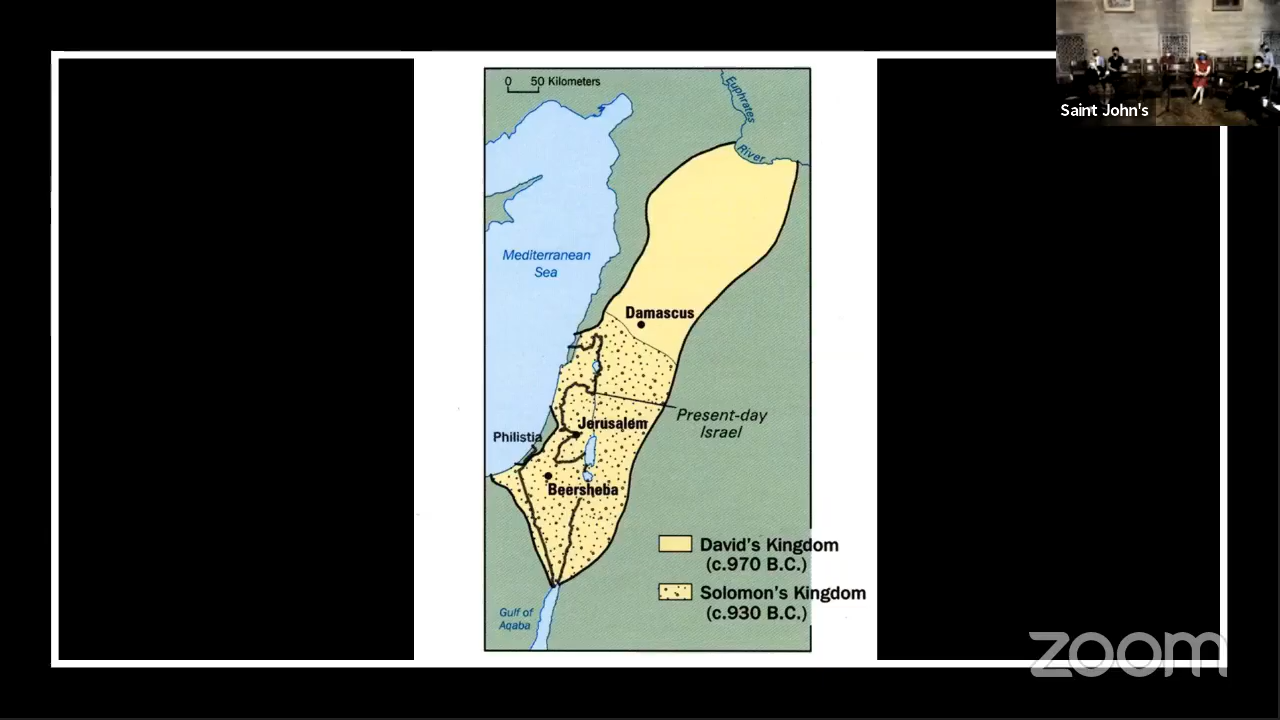 0 50 Kilometers
Euphrates
River
Saint John's
Mediterranean
Sea
Damascus
Present-day
Israel
Jerusalem
Philistia
Beersheba
David's Kingdom
(c.970 B.C.)
Solomon's Kingdom
(c.930 B.C.)
Gulf of
Aqaba
zoom